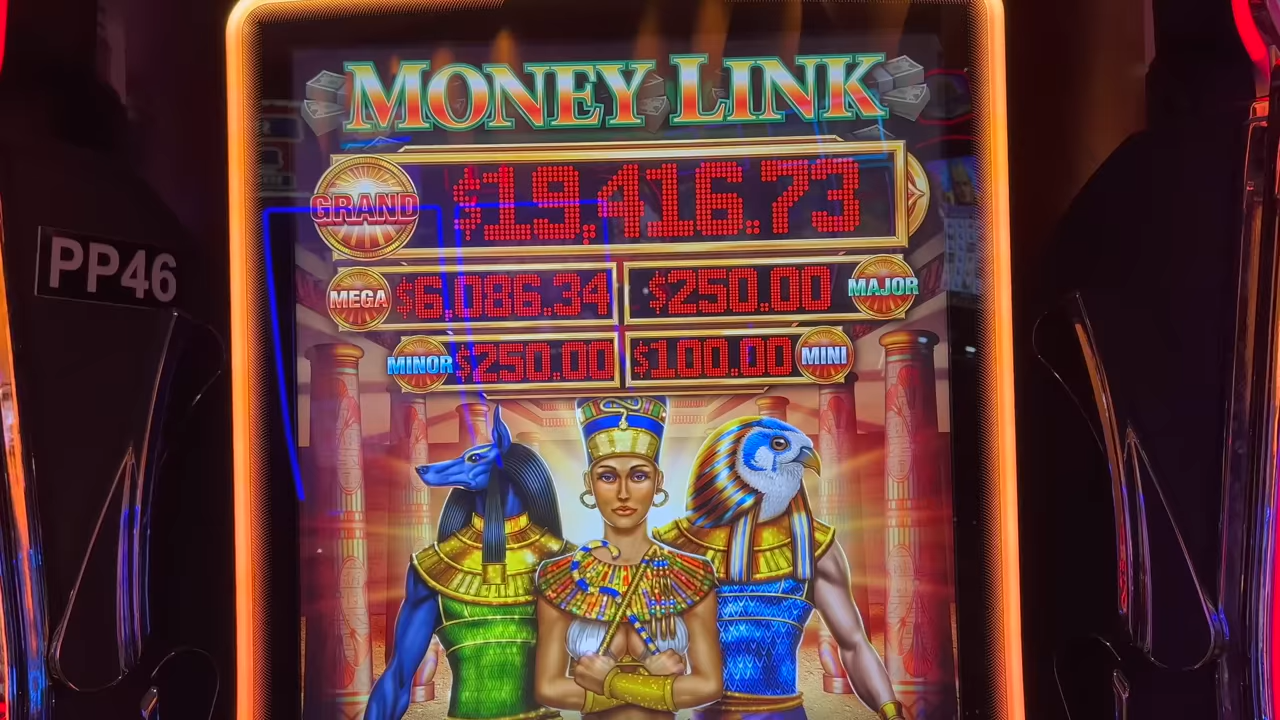 MONEY LINK
GRAND $19,416.73
PP46
MEGA $6,086.34 $250.00 MAJOR
MINOR $250.00 $100.00 MINI